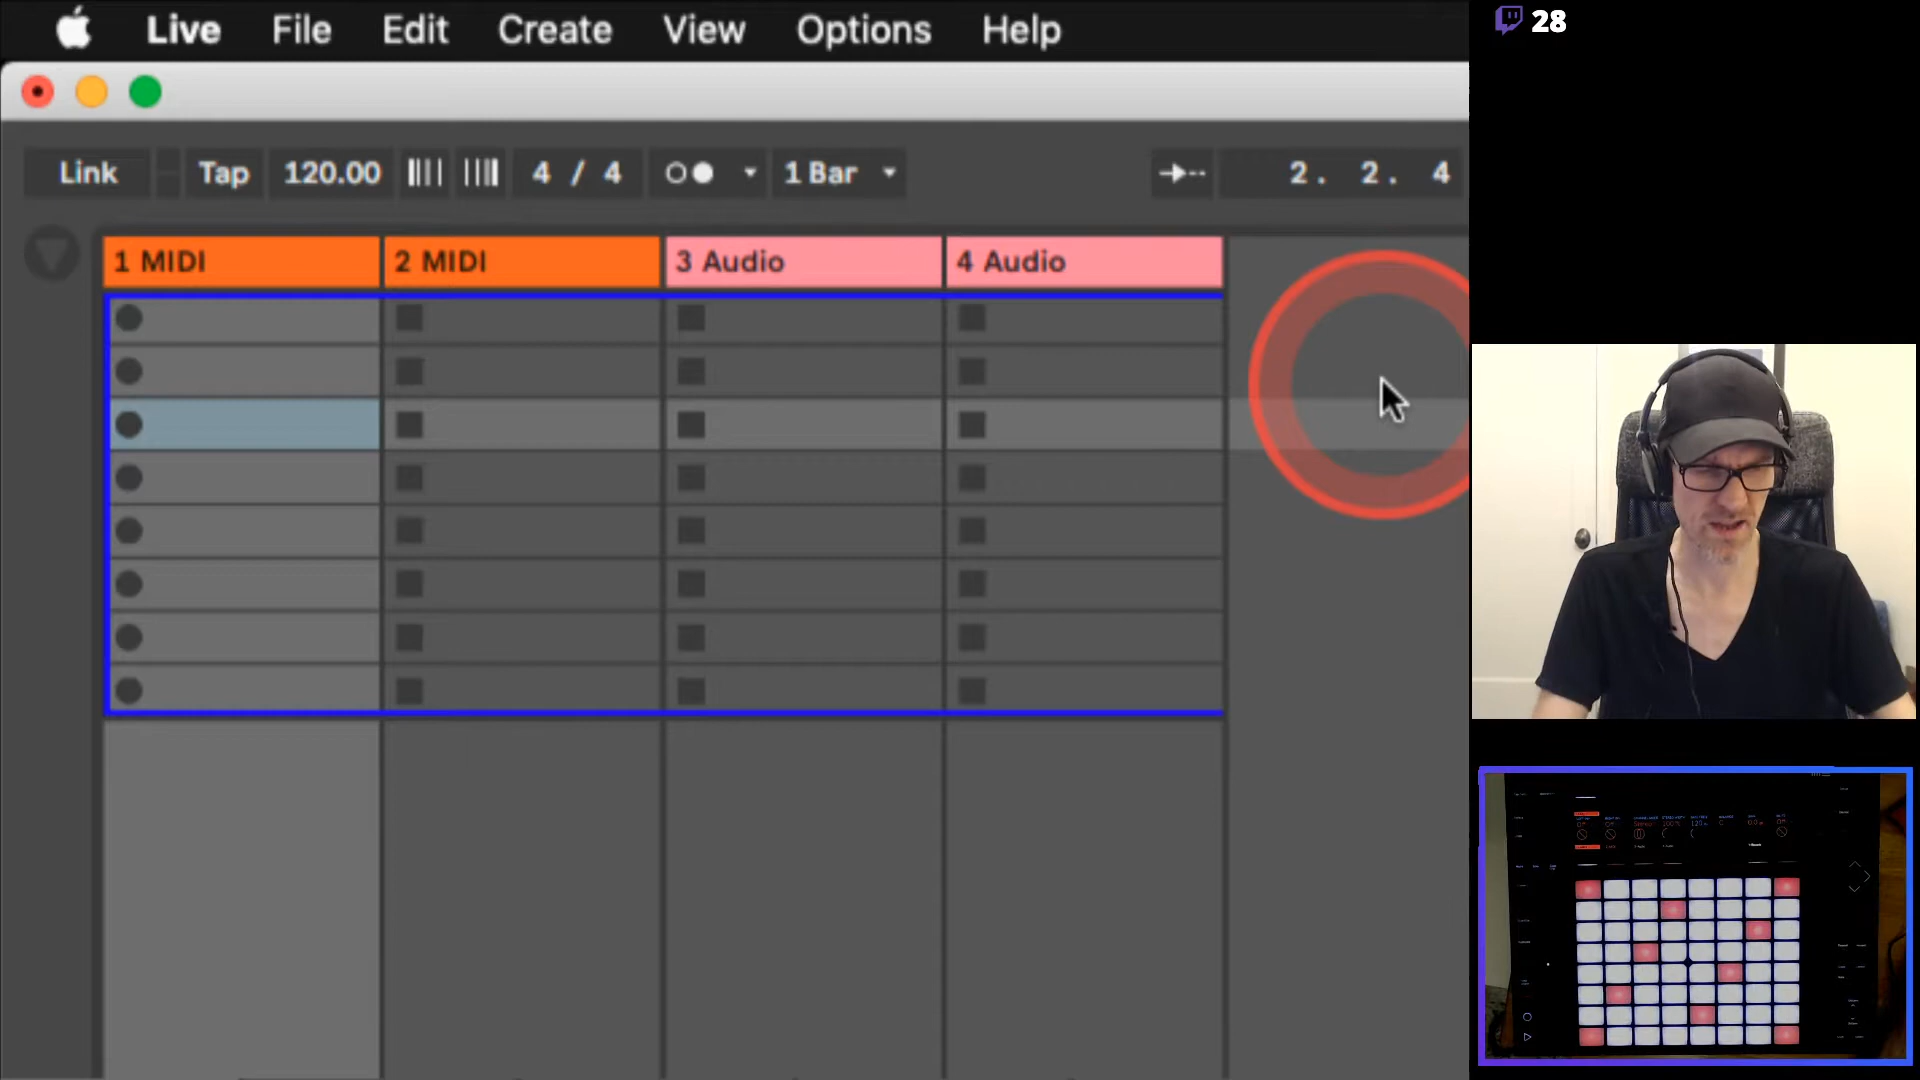 Live File Edit Create View Options Help
28
Link Tap 120.00 4 / 4 1 Bar 2. 2. 4
1 MIDI 2 MIDI 3 Audio 4 Audio